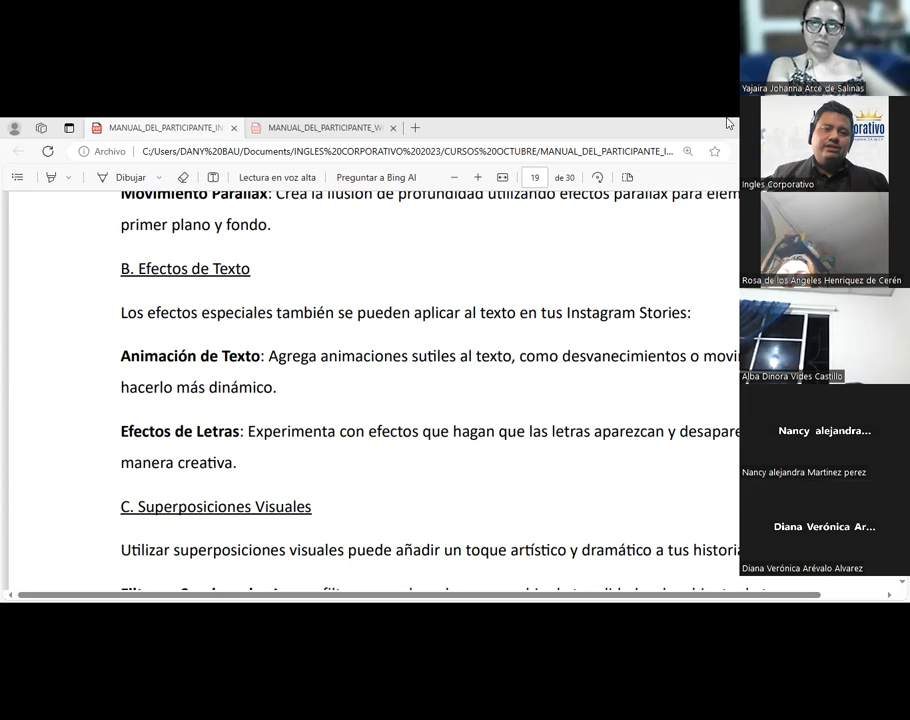 MANUAL_DEL_PARTICIPANTE_IN
MANUAL_DEL_PARTICIPANTE_W
Archivo
C:/Users/DANY%20BAU/Documents/INGLES%20CORPORATIVO%202023/CURSOS%20OCTUBRE/MANUAL_DEL_PARTICIPANTE_I...
Dibujar
Lectura en voz alta
Preguntar a Bing AI
19
de 30
Movimiento Parallax: Crea la ilusión de profundidad utilizando efectos parallax para elem
primer plano y fondo.
B. Efectos de Texto
Los efectos especiales también se pueden aplicar al texto en tus Instagram Stories:
Animación de Texto: Agrega animaciones sutiles al texto, como desvanecimientos o movi
hacerlo más dinámico.
Efectos de Letras: Experimenta con efectos que hagan que las letras aparezcan y desapare
manera creativa.
C. Superposiciones Visuales
Utilizar superposiciones visuales puede añadir un toque artístico y dramático a tus historia
Yajaira Johanna Arce de Salinas
orativo
Ingles Corporativo
Rosa de los Angeles Henriquez de Cerén
Alba Dinora Vides Castillo
Nancy alejandra...
Nancy alejandra Martinez perez
Diana Verónica Ar...
Diana Verónica Arévalo Alvarez